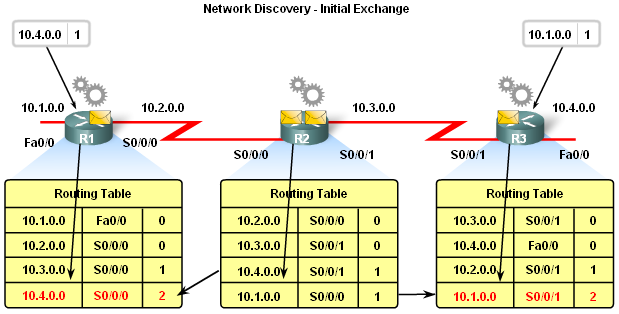 Network Discovery - Initial Exchange
10.4.0.0 1
10.1.0.0 1
10.1.0.0 10.2.0.0 10.3.0.0 10.4.0.0
R1 R2 R3
Fa0/0 S0/0/0 S0/0/0 S0/0/1 S0/0/1 Fa0/0
Routing Table
10.1.0.0 Fa0/0 0
10.2.0.0 S0/0/0 0
10.3.0.0 S0/0/0 1
10.4.0.0 S0/0/0 2
Routing Table
10.2.0.0 S0/0/0 0
10.3.0.0 S0/0/1 0
10.4.0.0 S0/0/1 1
10.1.0.0 S0/0/0 1
Routing Table
10.3.0.0 S0/0/1 0
10.4.0.0 Fa0/0 0
10.2.0.0 S0/0/1 1
10.1.0.0 S0/0/1 2